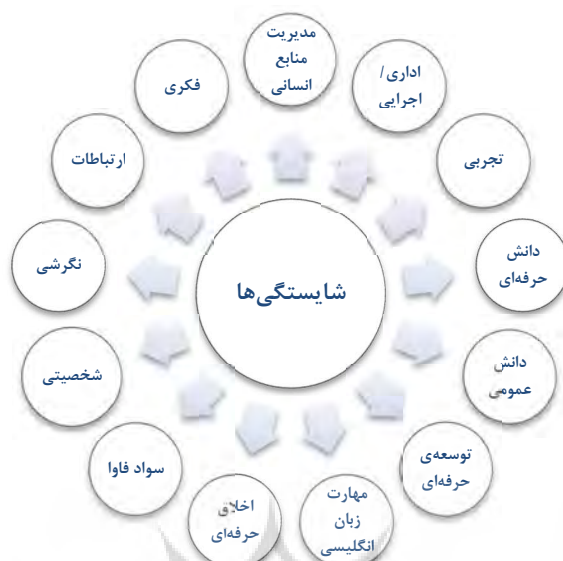 مدیریت
منابع
انسانی
اداری/
اجرایی
تجربی
دانش
حرفه‌ای
دانش
عمومی
توسعه‌ی
حرفه‌ای
مهارت
زبان
انگلیسی
اخلاق
حرفه‌ای
سواد فاوا
شخصیتی
نگرشی
ارتباطات
فکری
شایستگی‌ها